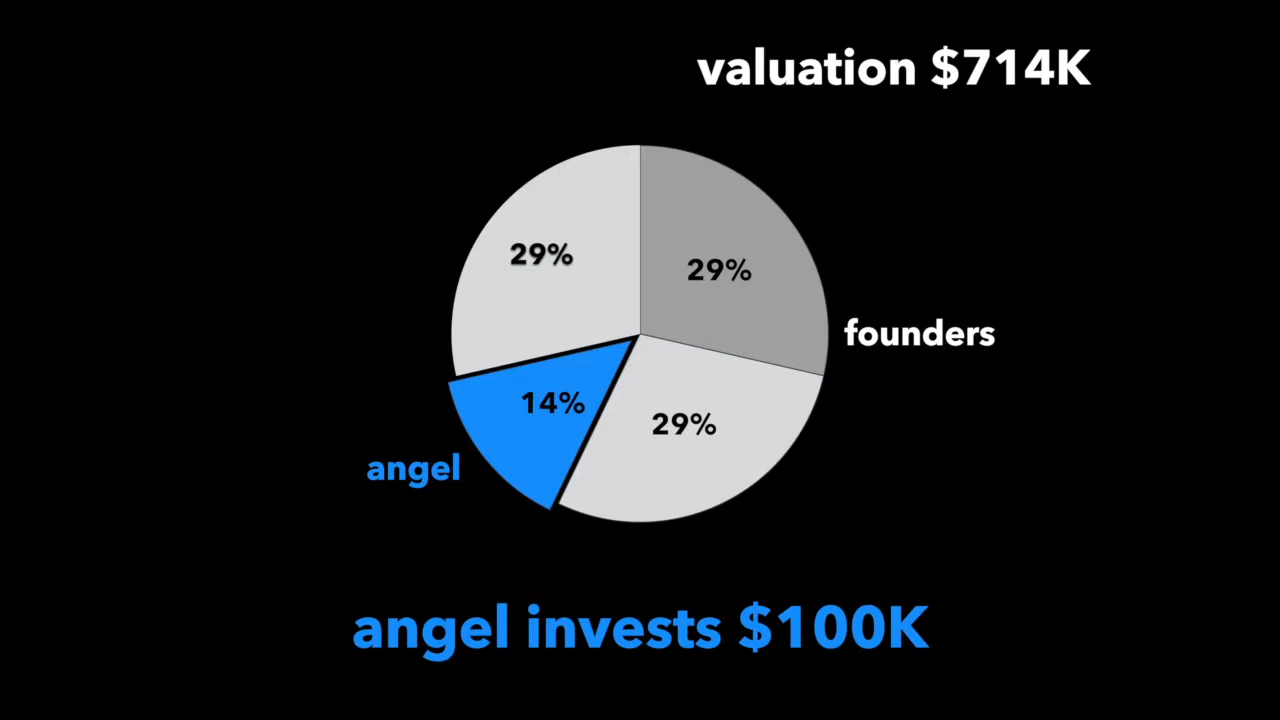 valuation $714K
29%
29%
founders
14%
29%
angel
angel invests $100K